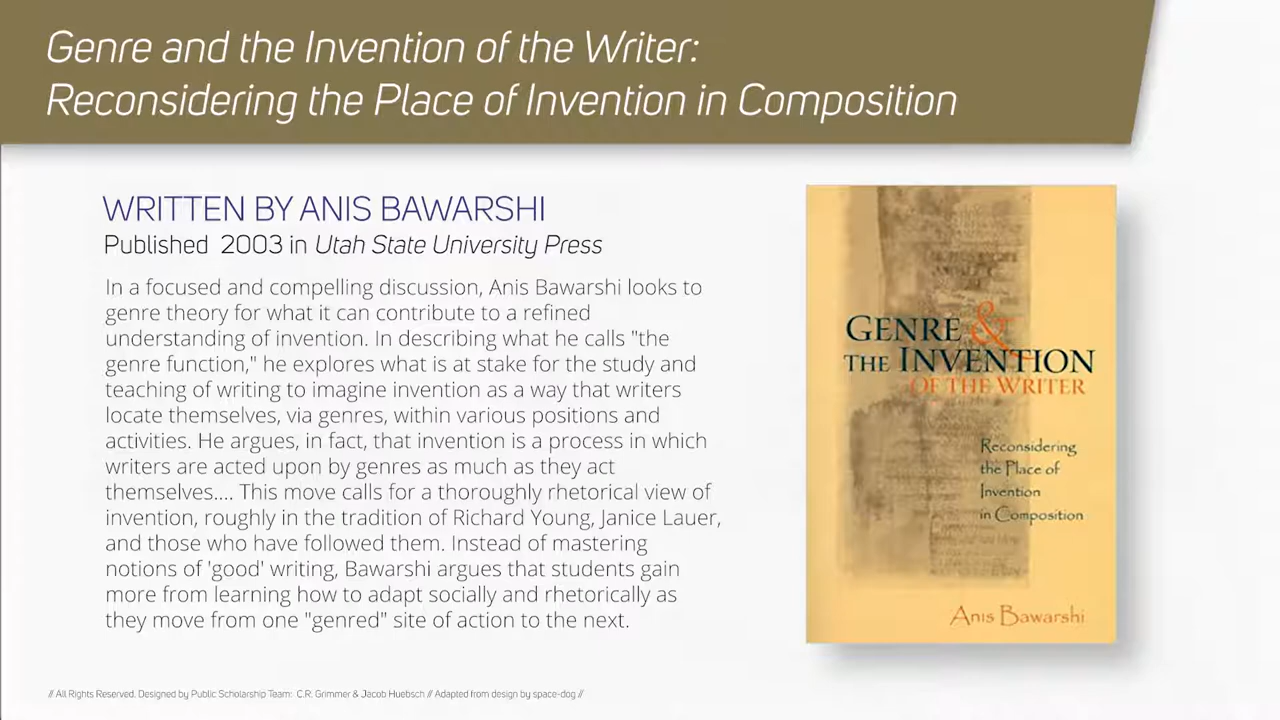 Genre and the Invention of the Writer:
Reconsidering the Place of Invention in Composition
WRITTEN BY ANIS BAWARSHI
Published 2003 in Utah State University Press
In a focused and compelling discussion, Anis Bawarshi looks to
genre theory for what it can contribute to a refined
understanding of invention. In describing what he calls "the
genre function," he explores what is at stake for the study and
teaching of writing to imagine invention as a way that writers
locate themselves, via genres, within various positions and
activities. He argues, in fact, that invention is a process in which
writers are acted upon by genres as much as they act
themselves.... This move calls for a thoroughly rhetorical view of
invention, roughly in the tradition of Richard Young, Janice Lauer,
and those who have followed them. Instead of mastering
notions of 'good' writing, Bawarshi argues that students gain
more from learning how to adapt socially and rhetorically as
they move from one "genred" site of action to the next.
GENRE &
THE INVENTION
OF THE WRITER
Reconsidering
the Place of
Invention
in Composition
Anis Bawarshi
// All Rights Reserved. Designed by Public Scholarship Team: C.R. Grimmer & Jacob Huebsch // Adapted from design by space-dog //